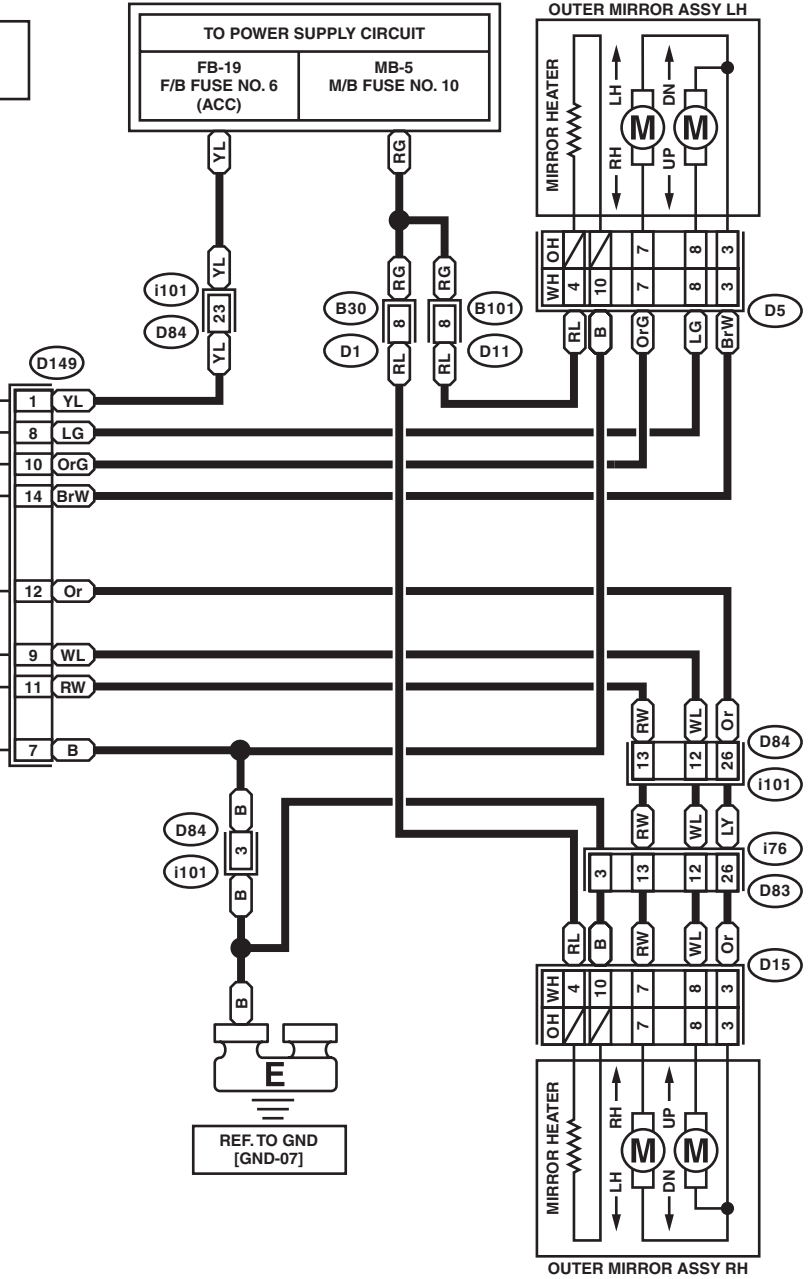 OUTER MIRROR ASSY LH
TO POWER SUPPLY CIRCUIT
FB-19
F/B FUSE NO. 6
(ACC)
MB-5
M/B FUSE NO. 10
MIRROR HEATER
LH
RH
M
DN
UP
M
YL
RG
OH
7
8
3
WH
4
10
7
8
3
D5
YL
i101
23
D84
YL
RG
RG
B30
8
8
B101
D1
D11
RL
RL
RL
B
OrG
LG
BrW
D149
1
YL
8
LG
10
OrG
14
BrW
12
Or
9
WL
11
RW
7
B
RW
WL
Or
13
12
26
D84
i101
RW
WL
LY
B
D84
3
i101
B
i76
3
13
12
26
D83
RL
B
RW
WL
Or
D15
WH
4
10
7
8
3
OH
7
8
3
B
E
REF. TO GND
[GND-07]
MIRROR HEATER
RH
LH
M
UP
DN
M
OUTER MIRROR ASSY RH